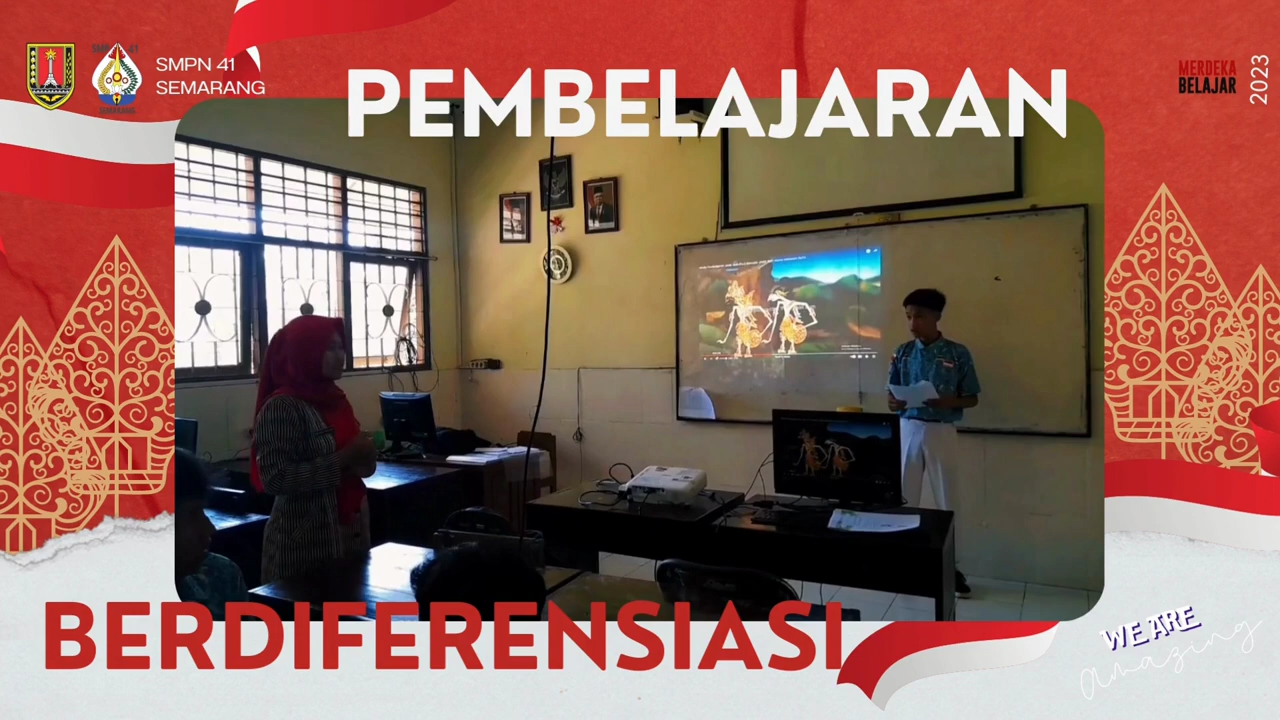 SMPN 41
SEMARANG
MERDEKA
BELAJAR
2023
PEMBELAJARAN
BERDIFERENSIASI
WE ARE
amazing